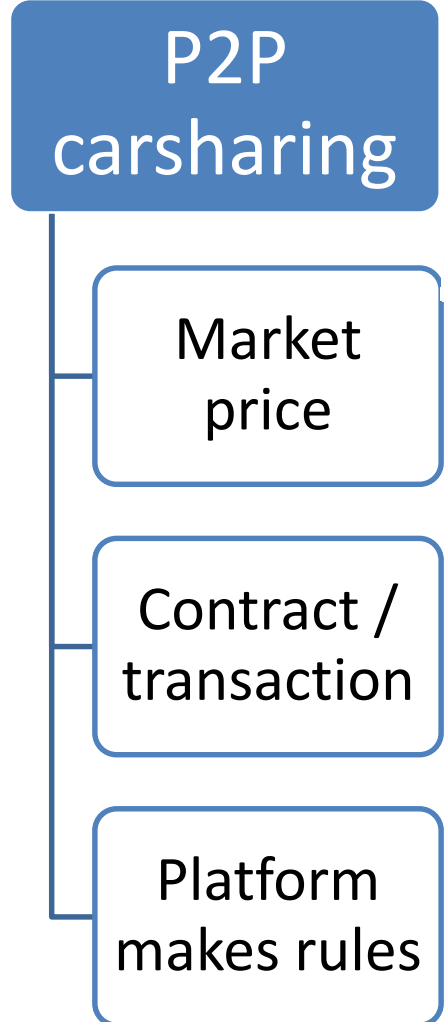 P2P
carsharing
Market
price
Contract /
transaction
Platform
makes rules